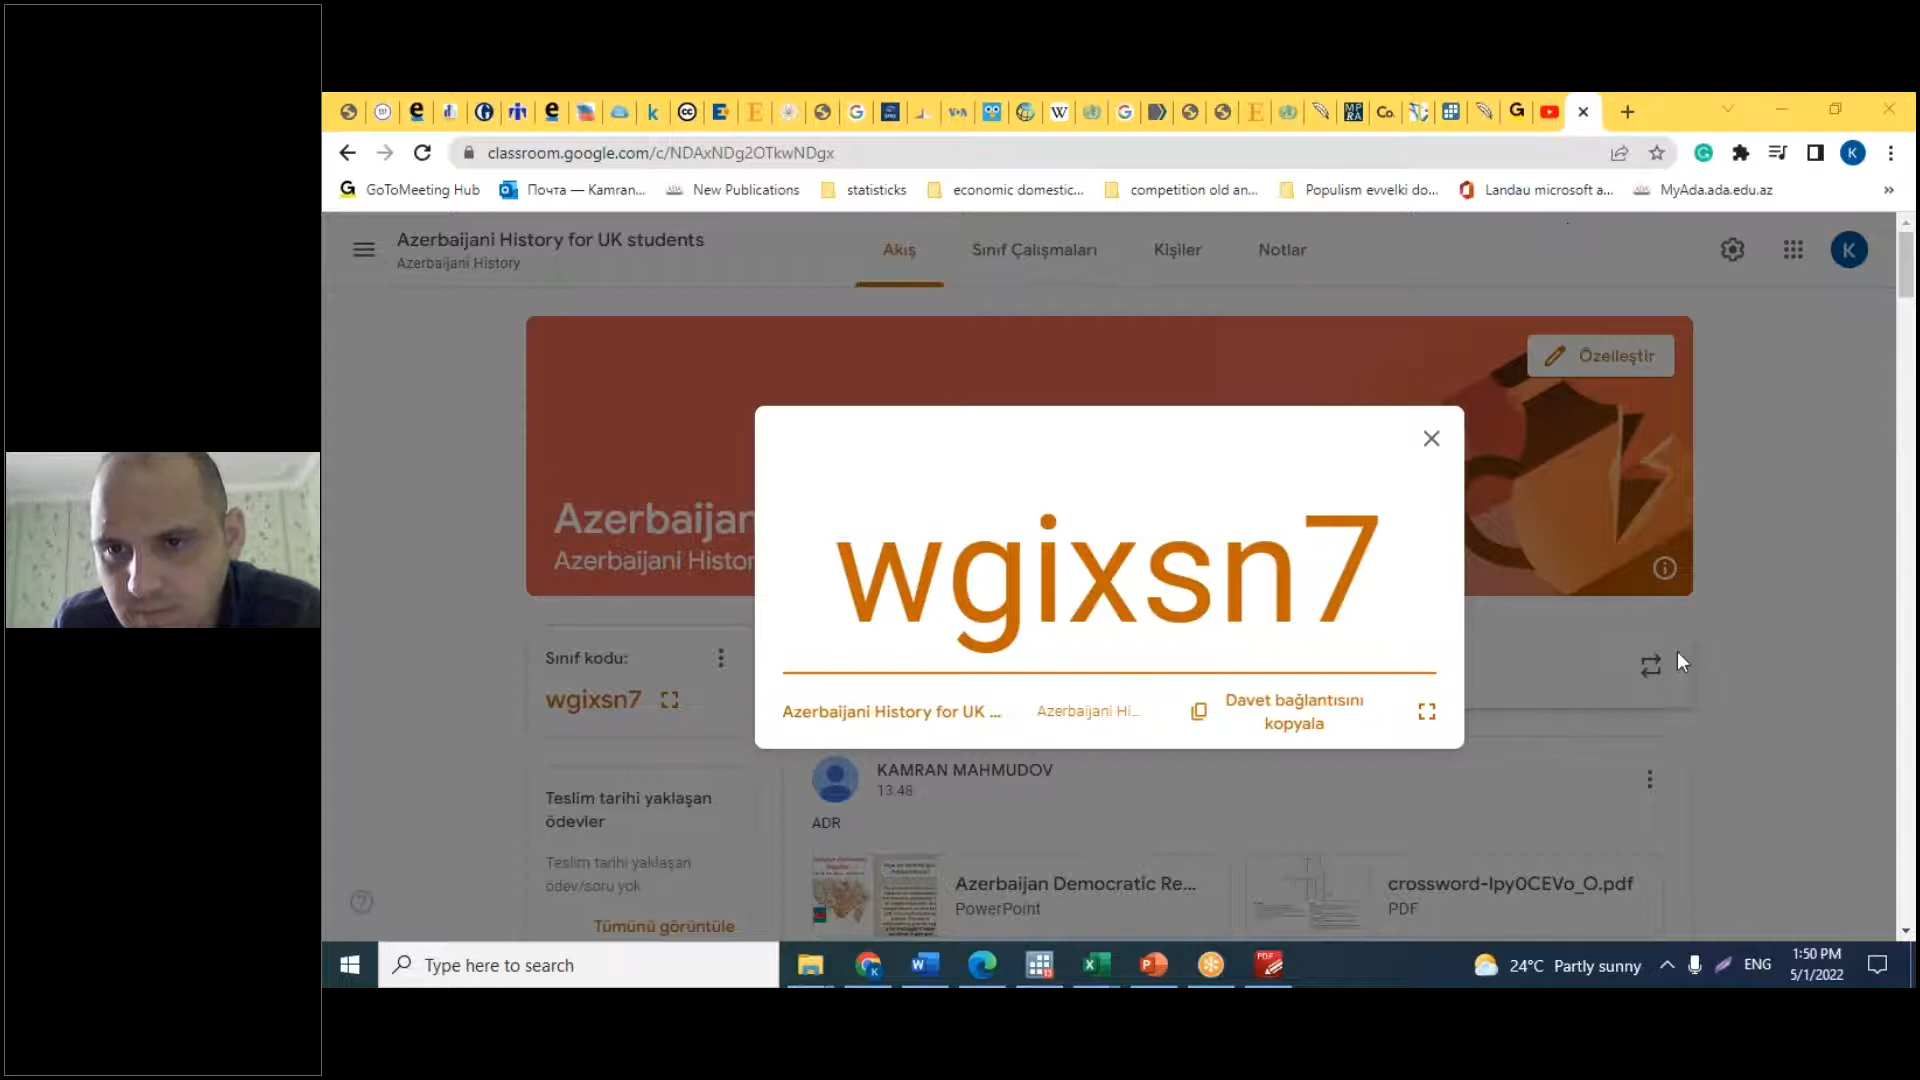 classroom.google.com/c/NDAxNDg2OTkwNDgx
GoToMeeting Hub
Почта — Kamran...
New Publications
statisticks
economic domestic...
competition old an...
Populism evvelki do...
Landau microsoft a...
MyAda.ada.edu.az
Azerbaijani History for UK students
Azerbaijani History
Akış
Sınıf Çalışmaları
Kişiler
Notlar
K
Özelleştir
Azerbaijan
Azerbaijani Histor
wgixsn7
Azerbaijani History for UK ...
Azerbaijani Hi...
Davet bağlantısını
kopyala
Sınıf kodu:
wgixsn7
Teslim tarihi yaklaşan
ödevler
Teslim tarihi yaklaşan
ödev/soru yok
Tümünü görüntüle
KAMRAN MAHMUDOV
13:48
ADR
Azerbaijan Democratic Re...
PowerPoint
crossword-lpy0CEVo_O.pdf
PDF
Type here to search
24°C Partly sunny
ENG
1:50 PM
5/1/2022